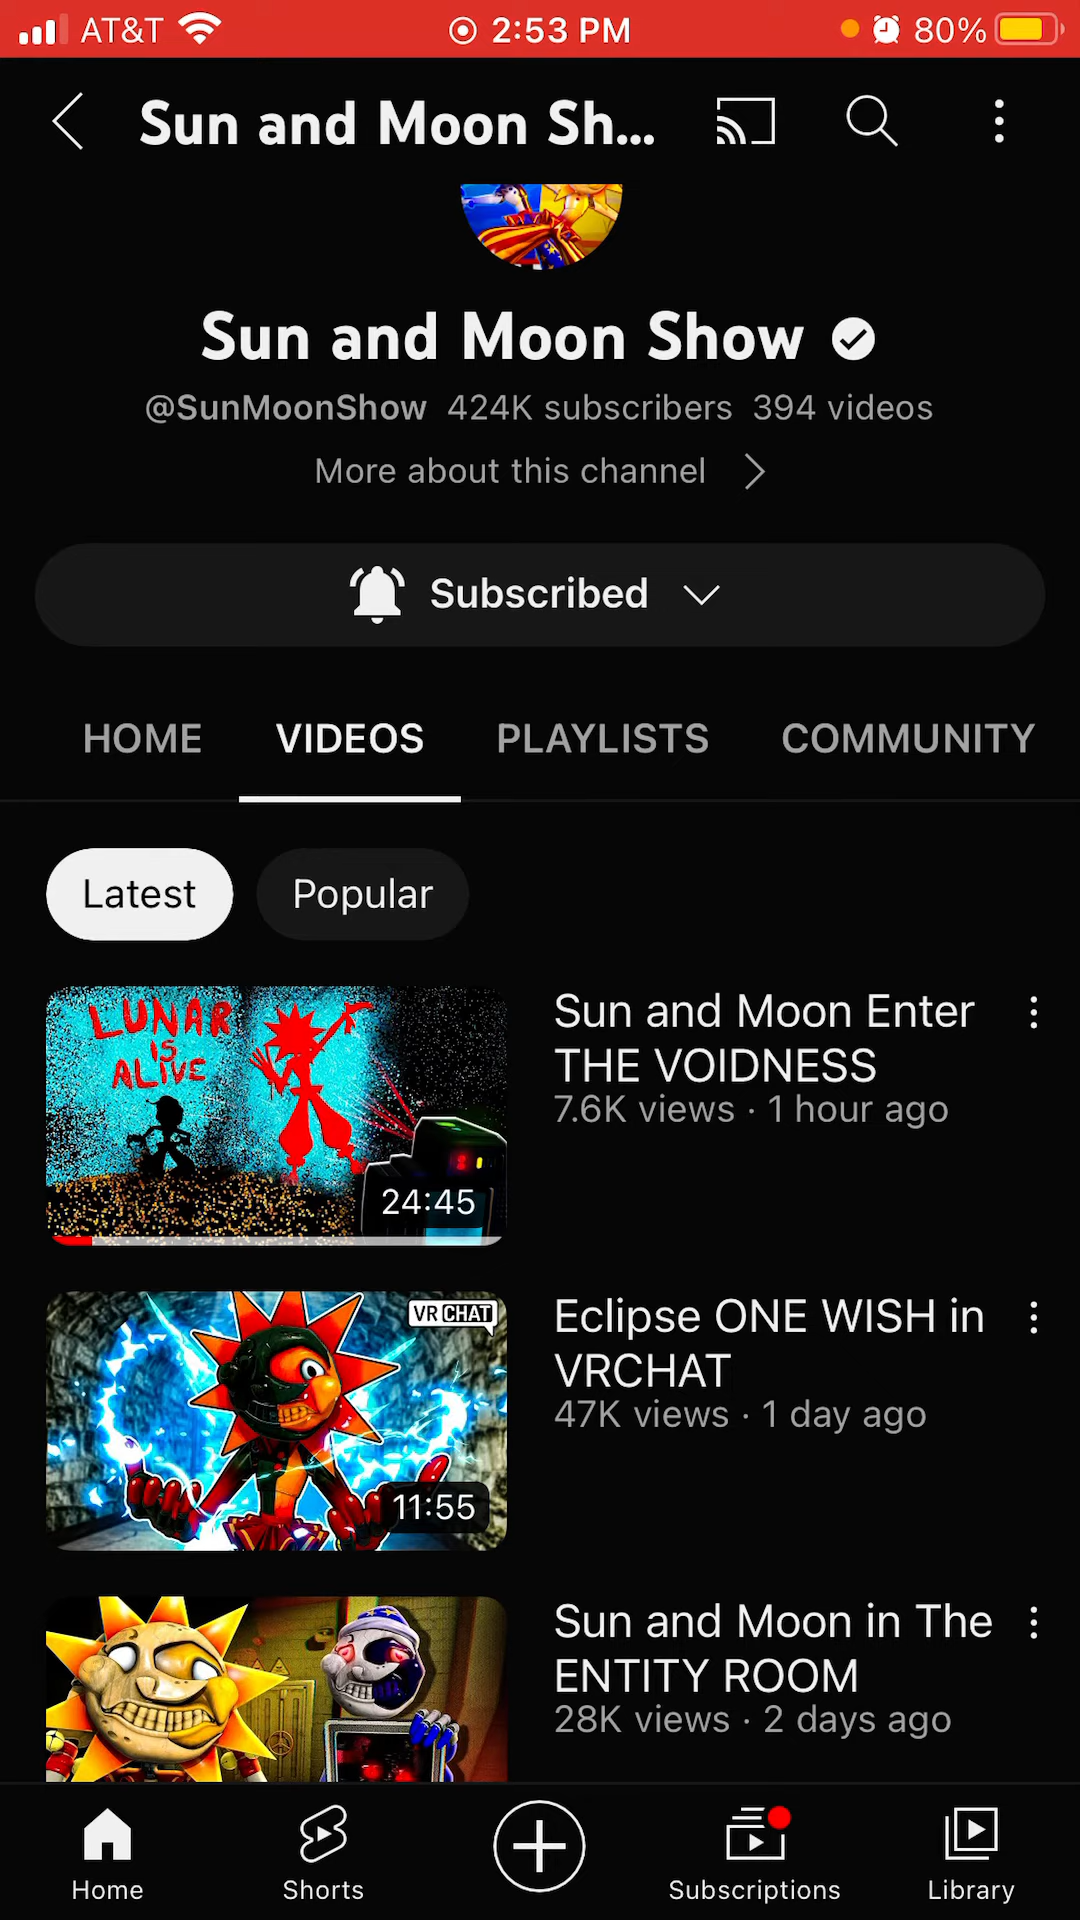 AT&T 2:53 PM 80%
Sun and Moon Sh...
Sun and Moon Show
@SunMoonShow 424K subscribers 394 videos
More about this channel
Subscribed
HOME VIDEOS PLAYLISTS COMMUNITY
Latest Popular
LUNAR
IS
ALIVE
24:45
Sun and Moon Enter
THE VOIDNESS
7.6K views · 1 hour ago
VRCHAT
11:55
Eclipse ONE WISH in
VRCHAT
47K views · 1 day ago
Sun and Moon in The
ENTITY ROOM
28K views · 2 days ago
Home Shorts Subscriptions Library